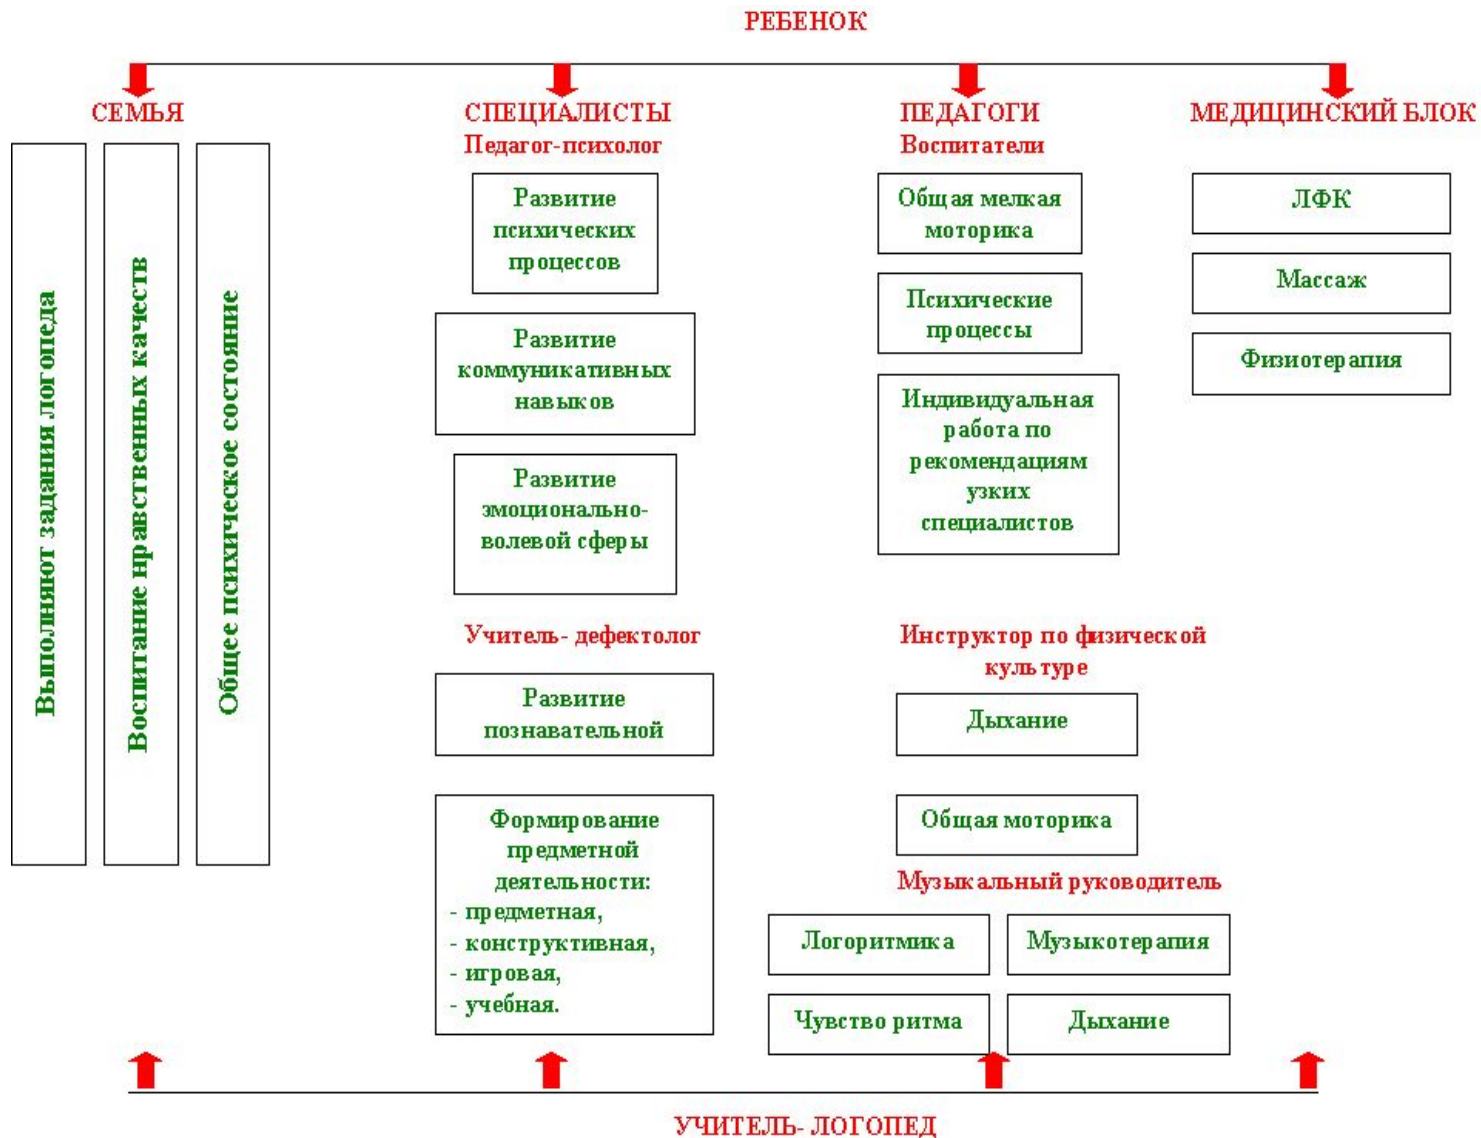 РЕБЕНОК
СЕМЬЯ
Выполняют задания логопеда
Воспитание нравственных качеств
Общее психическое состояние
СПЕЦИАЛИСТЫ
Педагог-психолог
Развитие
психических
процессов
Развитие
коммуникативных
навыков
Развитие
эмоционально-
волевой сферы
Учитель- дефектолог
Развитие
познавательной
Формирование
предметной
деятельности:
- предметная,
- конструктивная,
- игровая,
- учебная.
ПЕДАГОГИ
Воспитатели
Общая мелкая
моторика
Психические
процессы
Индивидуальная
работа по
рекомендациям
узких
специалистов
Инструктор по физической
культуре
Дыхание
Общая моторика
Музыкальный руководитель
Логоритмика
Музыкотерапия
Чувство ритма
Дыхание
МЕДИЦИНСКИЙ БЛОК
ЛФК
Массаж
Физиотерапия
УЧИТЕЛЬ- ЛОГОПЕД